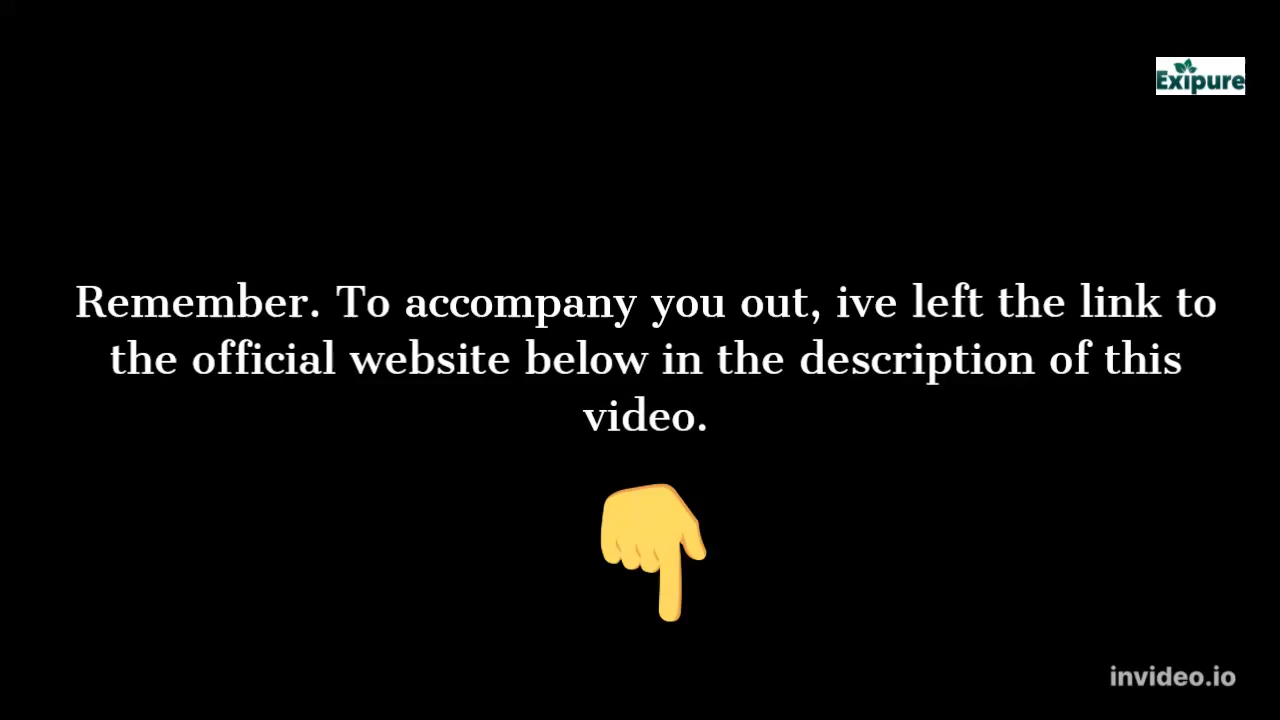 Exipure
Remember. To accompany you out, ive left the link to
the official website below in the description of this
video.
invideo.io